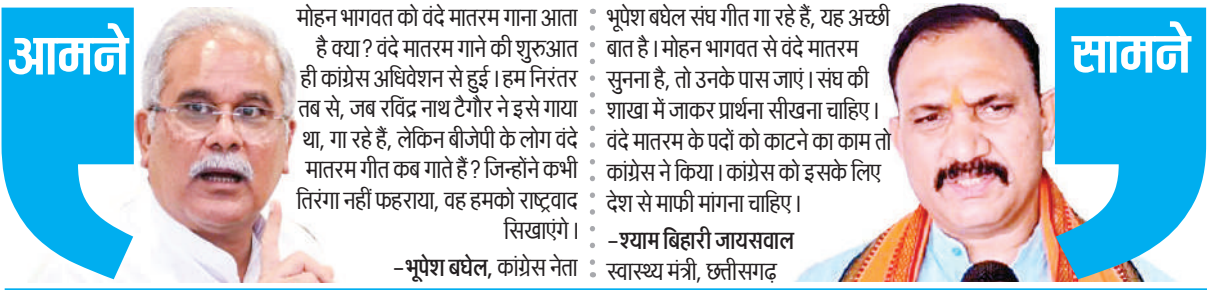 आमने
मोहन भागवत को वंदे मातरम गाना आता
है क्या? वंदे मातरम गाने की शुरुआत
ही कांग्रेस अधिवेशन से हुई। हम निरंतर
तब से, जब रविंद्र नाथ टैगौर ने इसे गाया
था, गा रहे हैं, लेकिन बीजेपी के लोग वंदे
मातरम गीत कब गाते हैं? जिन्होंने कभी
तिरंगा नहीं फहराया, वह हमको राष्ट्रवाद
सिखाएंगे।
–भूपेश बघेल, कांग्रेस नेता
भूपेश बघेल संघ गीत गा रहे हैं, यह अच्छी
बात है। मोहन भागवत से वंदे मातरम
सुनना है, तो उनके पास जाएं। संघ की
शाखा में जाकर प्रार्थना सीखना चाहिए।
वंदे मातरम के पदों को काटने का काम तो
कांग्रेस ने किया। कांग्रेस को इसके लिए
देश से माफी मांगना चाहिए।
–श्याम बिहारी जायसवाल
स्वास्थ्य मंत्री, छत्तीसगढ़
सामने